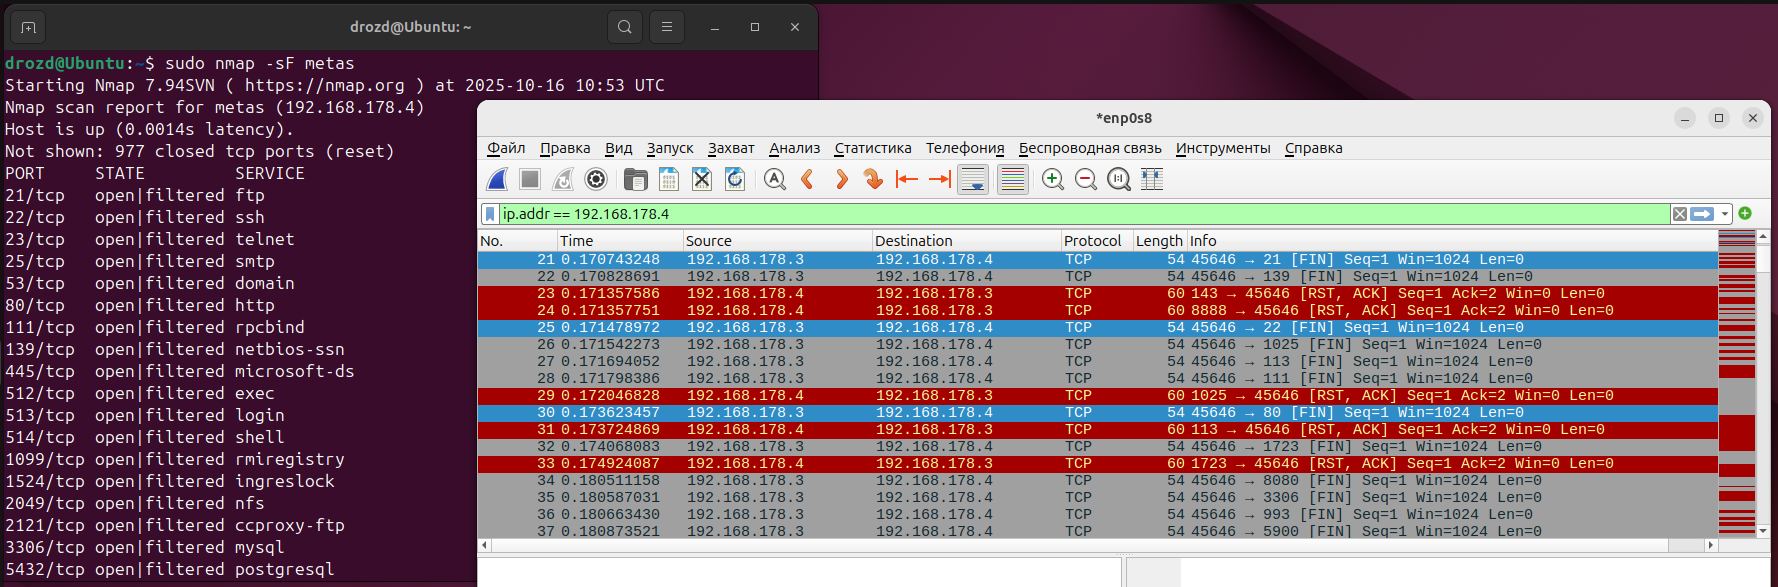 drozd@Ubuntu: ~
drozd@Ubuntu:~$ sudo nmap -sF metas
Starting Nmap 7.94SVN ( https://nmap.org ) at 2025-10-16 10:53 UTC
Nmap scan report for metas (192.168.178.4)
Host is up (0.0014s latency).
Not shown: 977 closed tcp ports (reset)
PORT STATE SERVICE
21/tcp open|filtered ftp
22/tcp open|filtered ssh
23/tcp open|filtered telnet
25/tcp open|filtered smtp
53/tcp open|filtered domain
80/tcp open|filtered http
111/tcp open|filtered rpcbind
139/tcp open|filtered netbios-ssn
445/tcp open|filtered microsoft-ds
512/tcp open|filtered exec
513/tcp open|filtered login
514/tcp open|filtered shell
1099/tcp open|filtered rmiregistry
1524/tcp open|filtered ingreslock
2049/tcp open|filtered nfs
2121/tcp open|filtered ccproxy-ftp
3306/tcp open|filtered mysql
5432/tcp open|filtered postgresql
*enp0s8
Файл Правка Вид Запуск Захват Анализ Статистика Телефония Беспроводная связь Инструменты Справка
ip.addr == 192.168.178.4
No. Time Source Destination Protocol Length Info
21 0.170743248 192.168.178.3 192.168.178.4 TCP 54 45646 → 21 [FIN] Seq=1 Win=1024 Len=0
22 0.170828691 192.168.178.3 192.168.178.4 TCP 54 45646 → 139 [FIN] Seq=1 Win=1024 Len=0
23 0.171357586 192.168.178.4 192.168.178.3 TCP 60 143 → 45646 [RST, ACK] Seq=1 Ack=2 Win=0 Len=0
24 0.171357751 192.168.178.4 192.168.178.3 TCP 60 8888 → 45646 [RST, ACK] Seq=1 Ack=2 Win=0 Len=0
25 0.171478972 192.168.178.3 192.168.178.4 TCP 54 45646 → 22 [FIN] Seq=1 Win=1024 Len=0
26 0.171542273 192.168.178.3 192.168.178.4 TCP 54 45646 → 1025 [FIN] Seq=1 Win=1024 Len=0
27 0.171694052 192.168.178.3 192.168.178.4 TCP 54 45646 → 113 [FIN] Seq=1 Win=1024 Len=0
28 0.171798386 192.168.178.3 192.168.178.4 TCP 54 45646 → 111 [FIN] Seq=1 Win=1024 Len=0
29 0.172046828 192.168.178.4 192.168.178.3 TCP 60 1025 → 45646 [RST, ACK] Seq=1 Ack=2 Win=0 Len=0
30 0.173623457 192.168.178.3 192.168.178.4 TCP 54 45646 → 80 [FIN] Seq=1 Win=1024 Len=0
31 0.173724869 192.168.178.4 192.168.178.3 TCP 60 113 → 45646 [RST, ACK] Seq=1 Ack=2 Win=0 Len=0
32 0.174068083 192.168.178.3 192.168.178.4 TCP 54 45646 → 1723 [FIN] Seq=1 Win=1024 Len=0
33 0.174924087 192.168.178.4 192.168.178.3 TCP 60 1723 → 45646 [RST, ACK] Seq=1 Ack=2 Win=0 Len=0
34 0.180511158 192.168.178.3 192.168.178.4 TCP 54 45646 → 8080 [FIN] Seq=1 Win=1024 Len=0
35 0.180587031 192.168.178.3 192.168.178.4 TCP 54 45646 → 3306 [FIN] Seq=1 Win=1024 Len=0
36 0.180663430 192.168.178.3 192.168.178.4 TCP 54 45646 → 993 [FIN] Seq=1 Win=1024 Len=0
37 0.180873521 192.168.178.3 192.168.178.4 TCP 54 45646 → 5900 [FIN] Seq=1 Win=1024 Len=0